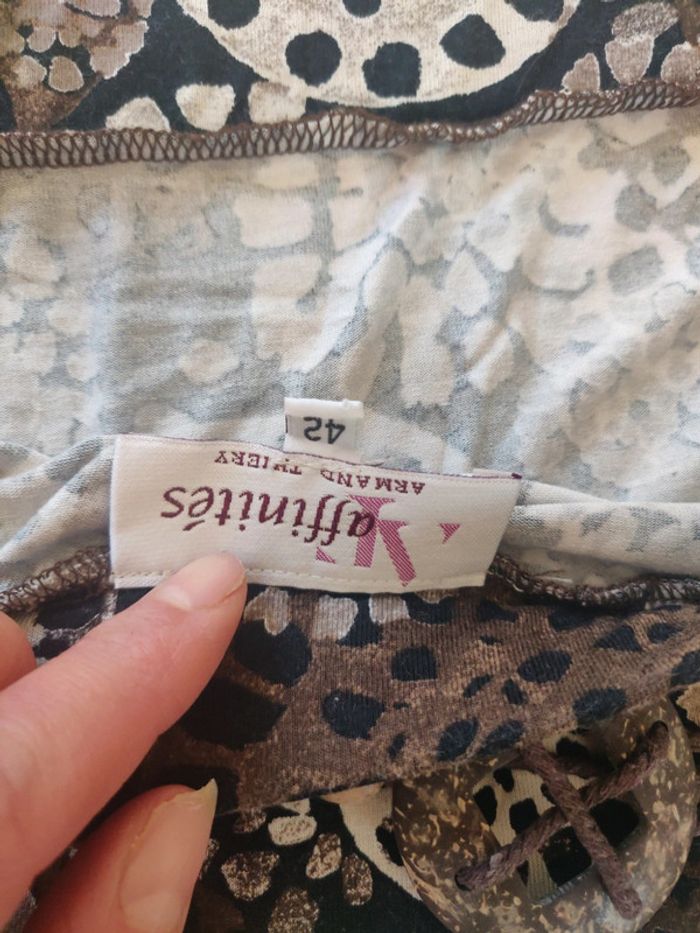 affinités
ARMAND THIERY
42